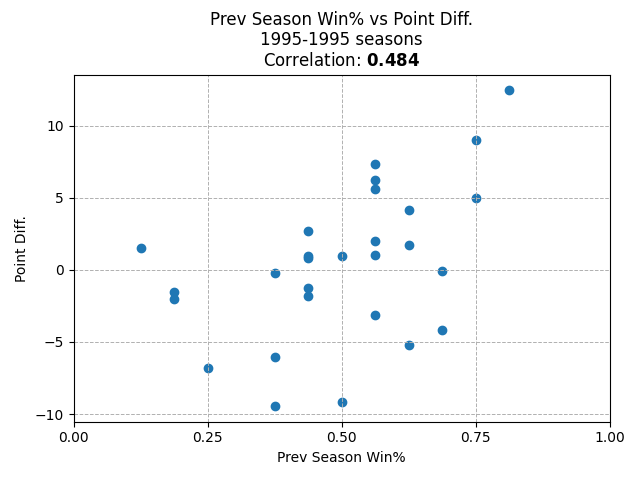 Prev Season Win% vs Point Diff.
1995-1995 seasons
Correlation: 0.484
10
5
0
−5
−10
Point Diff.
0.00 0.25 0.50 0.75 1.00
Prev Season Win%